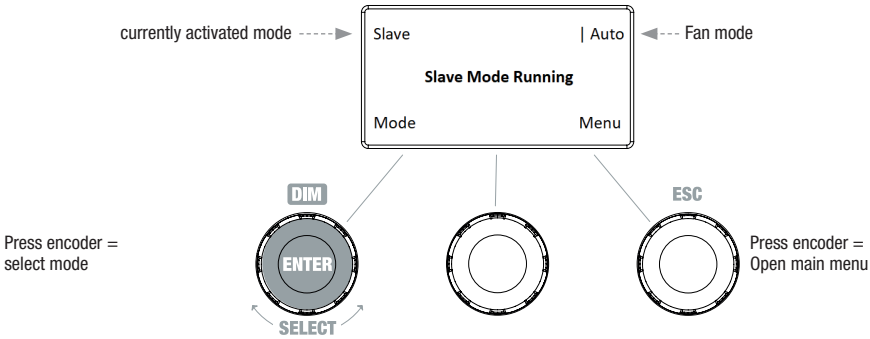 currently activated mode
Slave
| Auto
Fan mode
Slave Mode Running
Mode
Menu
DIM
ESC
Press encoder =
select mode
ENTER
Press encoder =
Open main menu
SELECT